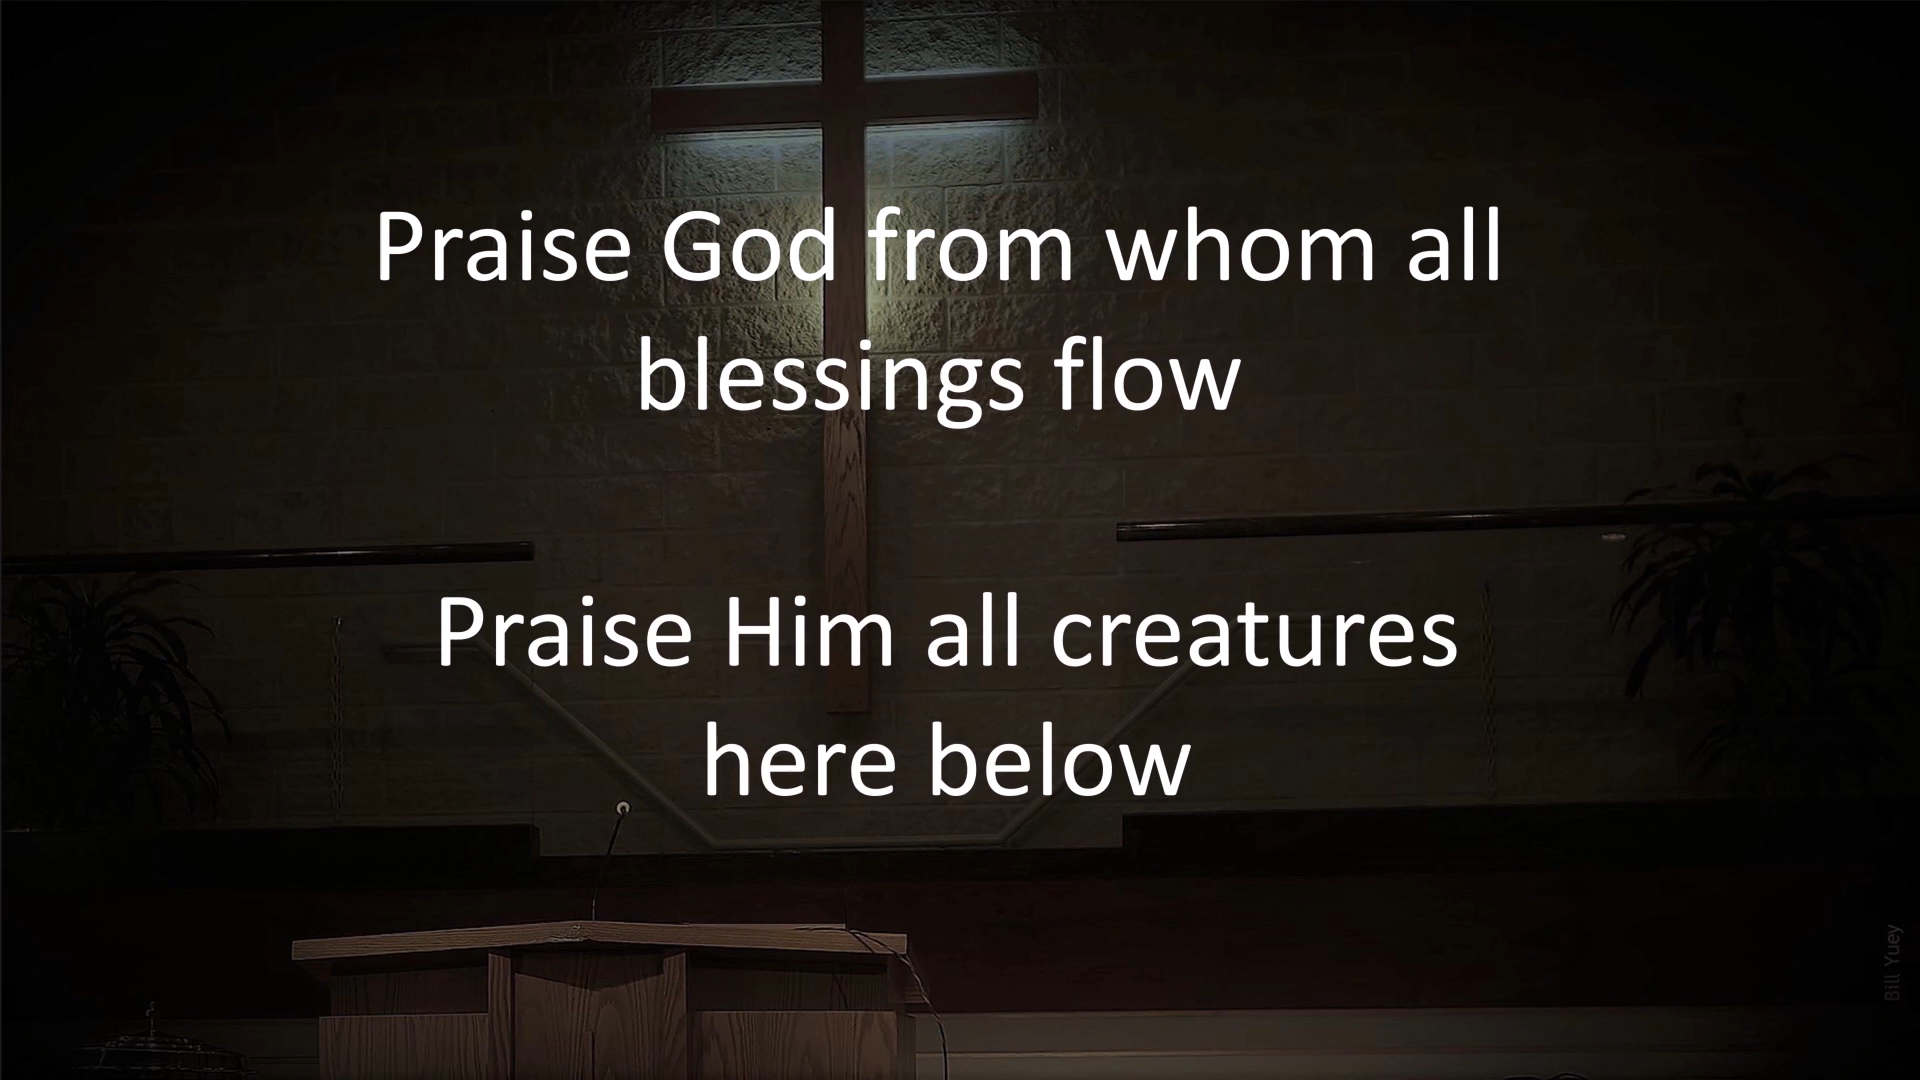 Praise God from whom all
blessings flow
Praise Him all creatures
here below
Bill Yuey